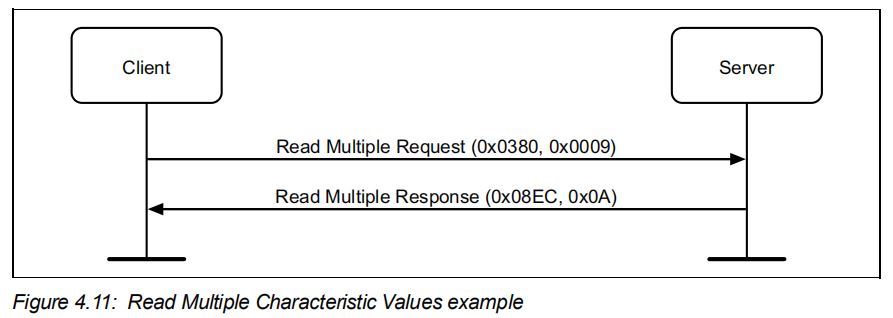 Client
Server
Read Multiple Request (0x0380, 0x0009)
Read Multiple Response (0x08EC, 0x0A)
Figure 4.11: Read Multiple Characteristic Values example